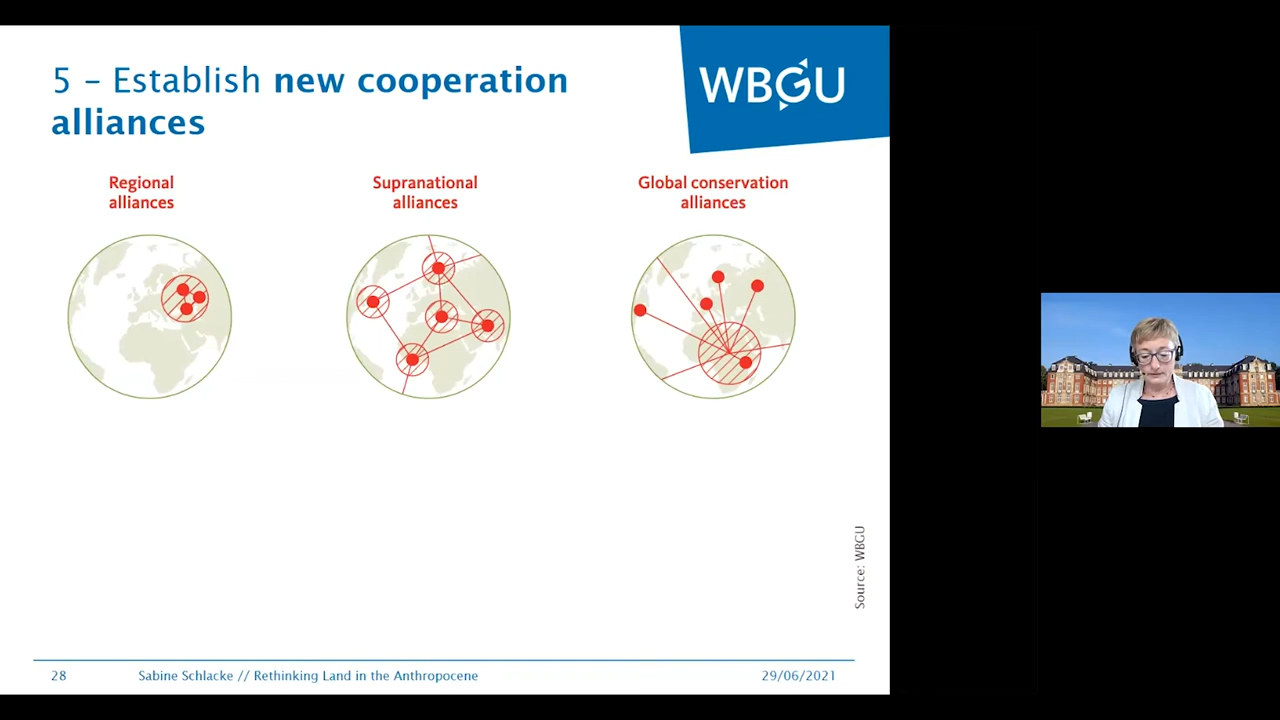 5 – Establish new cooperation
alliances
WBGU
Regional
alliances
Supranational
alliances
Global conservation
alliances
Source: WBGU
28
Sabine Schlacke // Rethinking Land in the Anthropocene
29/06/2021